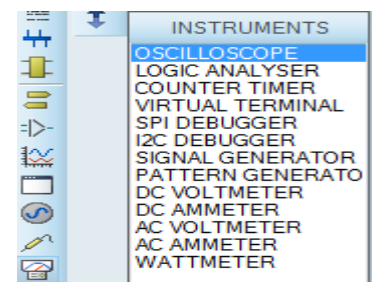 INSTRUMENTS
OSCILLOSCOPE
LOGIC ANALYSER
COUNTER TIMER
VIRTUAL TERMINAL
SPI DEBUGGER
I2C DEBUGGER
SIGNAL GENERATOR
PATTERN GENERATO
DC VOLTMETER
DC AMMETER
AC VOLTMETER
AC AMMETER
WATTMETER